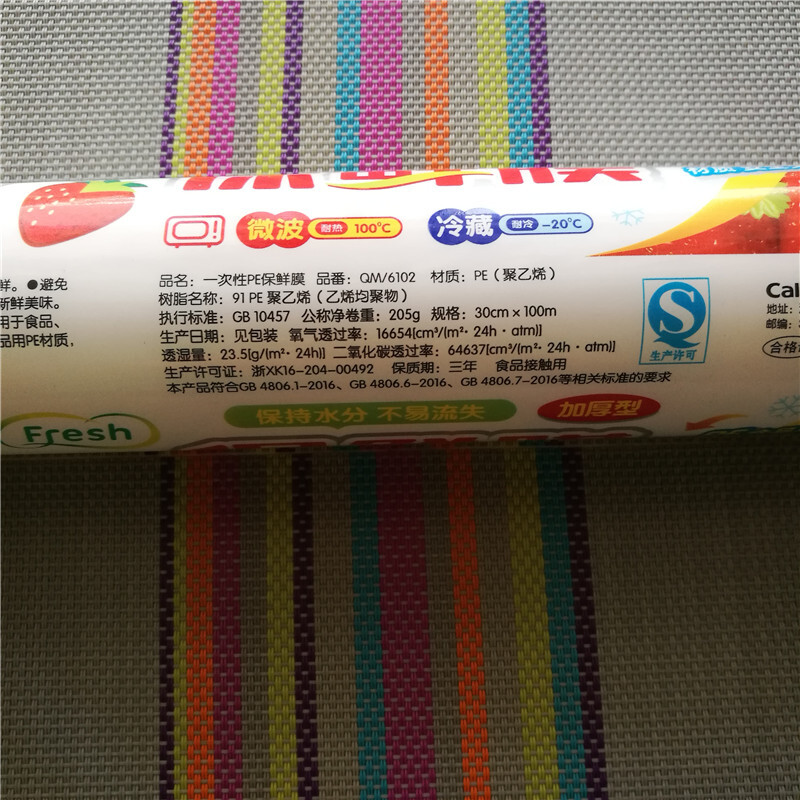 材质
微波 耐热 100℃ 冷藏 耐冷 -20℃
品名：一次性PE保鲜膜 品番：QM/6102 材质：PE（聚乙烯）
树脂名称：91 PE 聚乙烯（乙烯均聚物）
执行标准：GB 10457 公称净卷重：205g 规格：30cm×100m
生产日期：见包装 氧气透过率：16654[cm³/(m²·24h·atm)]
透湿量：23.5[g/(m²·24h)] 二氧化碳透过率：64637[cm³/(m²·24h·atm)]
生产许可证：浙XK16-204-00492 保质期：三年 食品接触用
本产品符合GB 4806.1-2016、GB 4806.6-2016、GB 4806.7-2016等相关标准的要求
鲜。●避免
新鲜美味。
用于食品、
品用PE材质，
生产许可
Cal
地址：
邮编：
合格
保持水分 不易流失
加厚型
Fresh